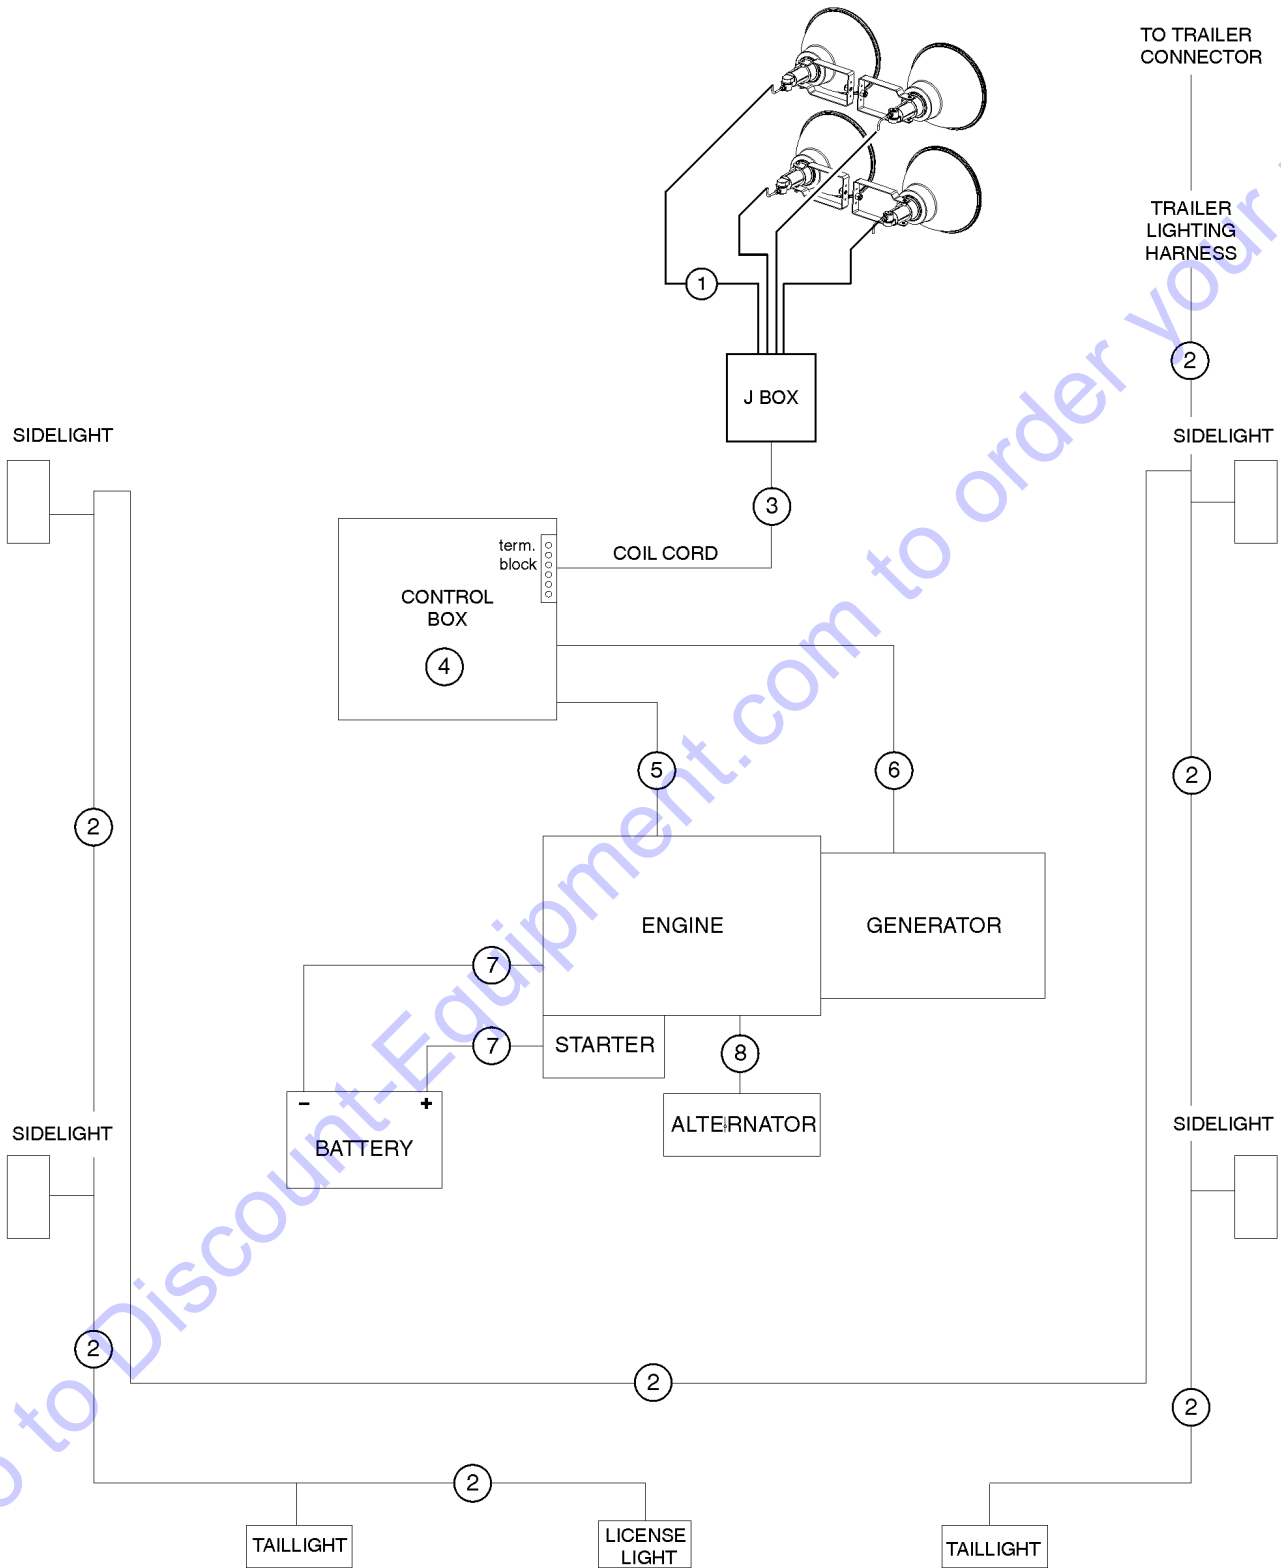 TO TRAILER
CONNECTOR
TRAILER
LIGHTING
HARNESS
1
2
J BOX
SIDELIGHT
SIDELIGHT
3
term.
block
COIL CORD
CONTROL
BOX
4
5
6
2
2
ENGINE
GENERATOR
7
7
STARTER
8
− +
BATTERY
ALTERNATOR
SIDELIGHT
SIDELIGHT
2
2
2
2
TAILLIGHT
LICENSE
LIGHT
TAILLIGHT
o to Discount-Equipment.com to order your